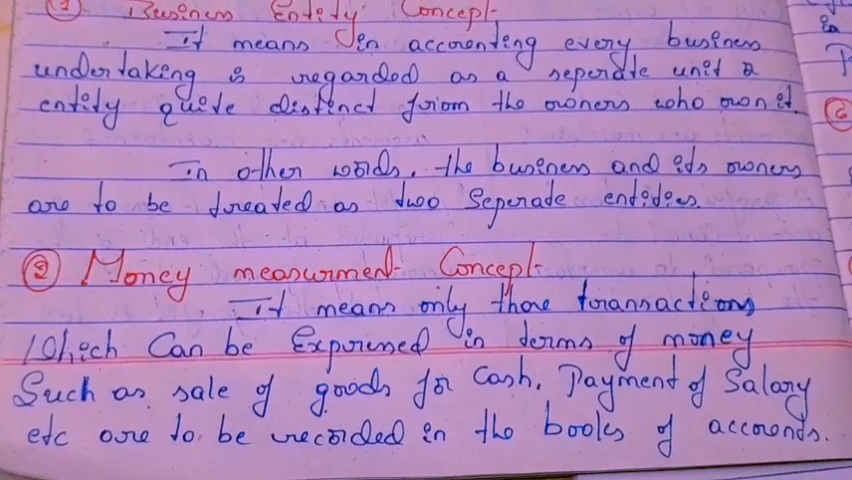 ① Business Entity Concept
It means in accounting every business
undertaking is regarded as a seperate unit &
entity quite distinct from the owners who own it.
In other words, the business and its owners
are to be treated as two Seperate entities.
② Money measurment Concept
It means only those transactions
Which Can be Expressed in terms of money
Such as sale of goods for Cash, Payment of Salary
etc are to be recorded in the books of accounts.
in
P
⑥